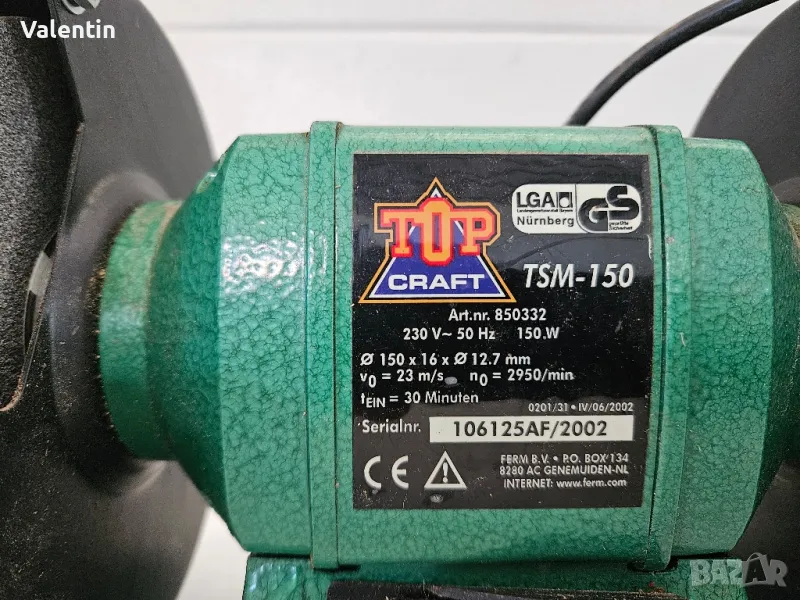 Valentin
TOP
CRAFT
LGA
Nürnberg
GS
TSM-150
Art.nr. 850332
230 V~ 50 Hz 150.W
Ø 150 x 16 x Ø 12.7 mm
v0 = 23 m/s n0 = 2950/min
tEIN = 30 Minuten
0201/31 • IV/06/2002
Serialnr. 106125AF/2002
CE
FERM B.V. • P.O. BOX 134
8280 AC GENEMUIDEN-NL
INTERNET: www.ferm.com
BAZAR